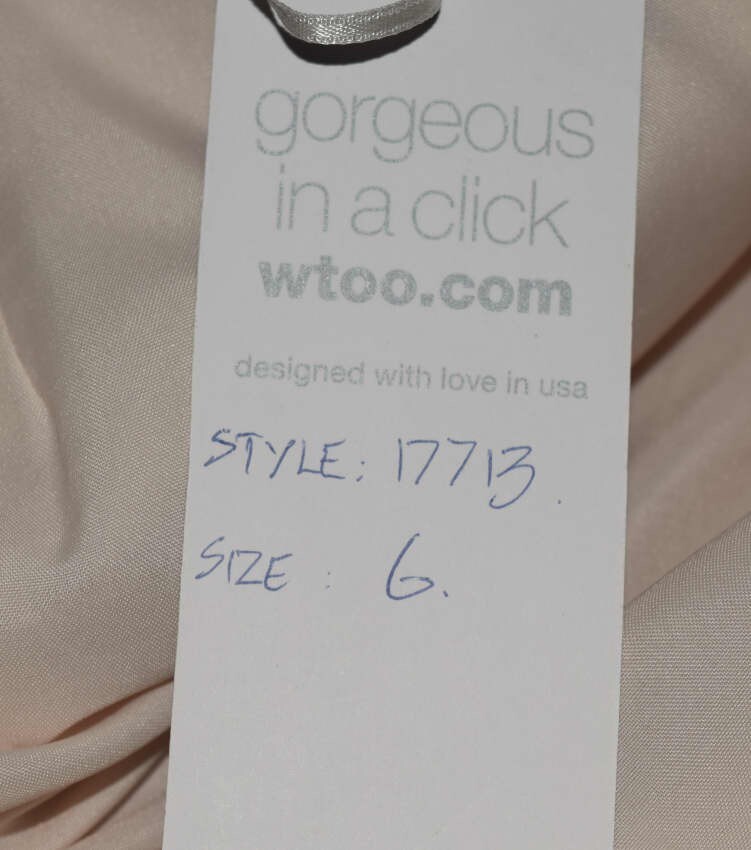 gorgeous
in a click
wtoo.com
designed with love in usa
STYLE: 17713.
SIZE : 6.